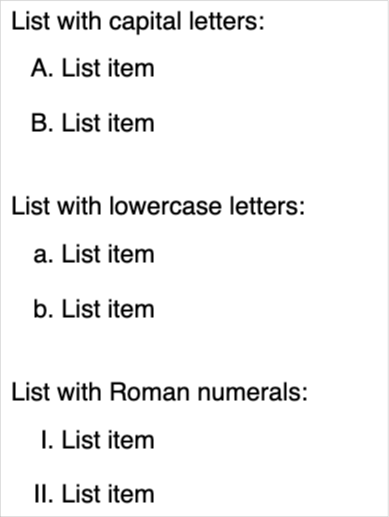 List with capital letters:
A. List item
B. List item
List with lowercase letters:
a. List item
b. List item
List with Roman numerals:
I. List item
II. List item